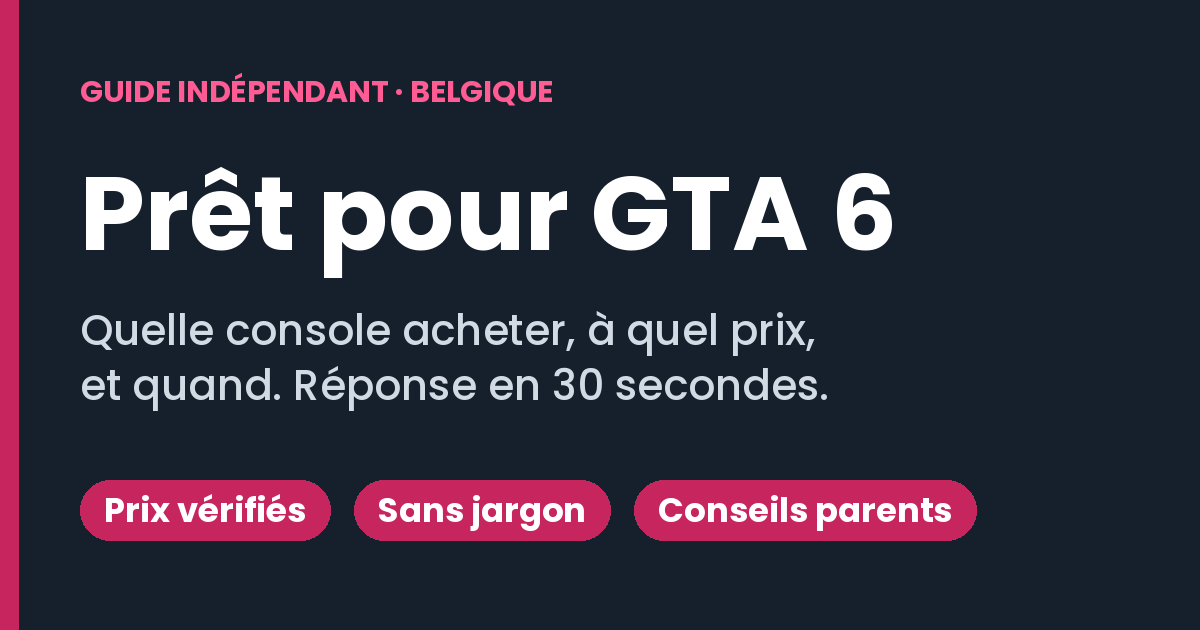 GUIDE INDÉPENDANT · BELGIQUE
Prêt pour GTA 6
Quelle console acheter, à quel prix,
et quand. Réponse en 30 secondes.
Prix vérifiés
Sans jargon
Conseils parents